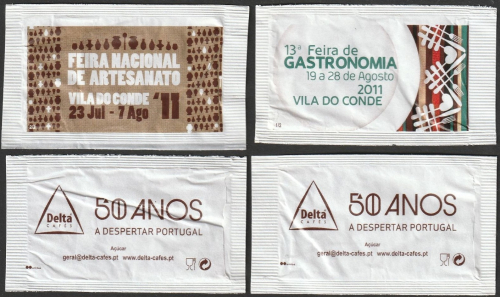 FEIRA NACIONAL
DE ARTESANATO
VILA DO CONDE '11
23 Jul - 7 Ago
13ª Feira de
GASTRONOMIA
19 a 28 de Agosto
2011
VILA DO CONDE
Delta
CAFÉS
50 ANOS
A DESPERTAR PORTUGAL
Açúcar
geral@delta-cafes.pt www.delta-cafes.pt
Delta
CAFÉS
50 ANOS
A DESPERTAR PORTUGAL
Açúcar
geral@delta-cafes.pt www.delta-cafes.pt